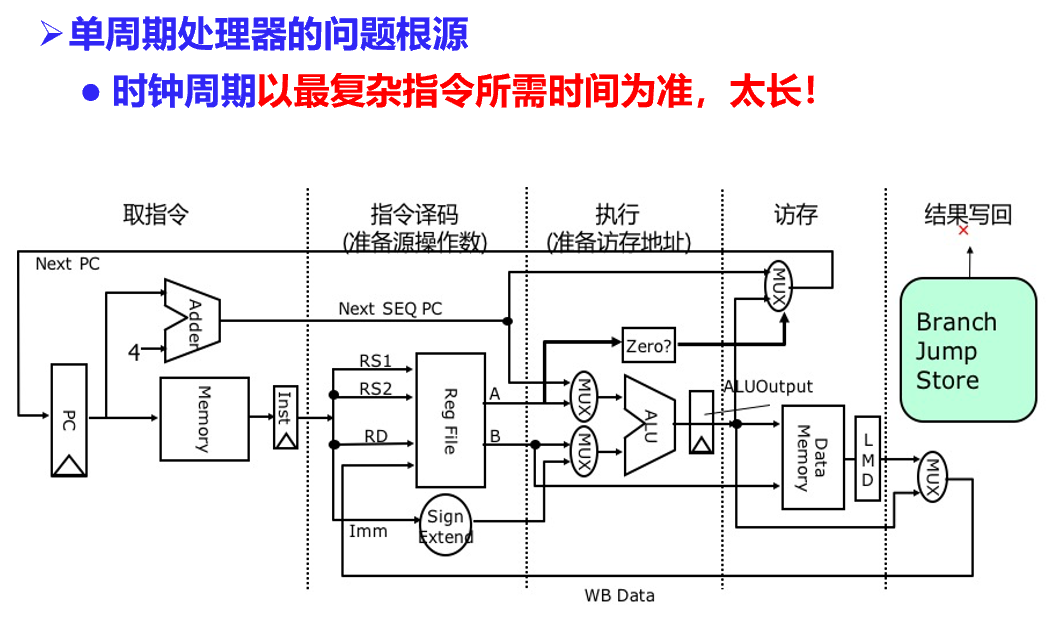 ➢单周期处理器的问题根源
● 时钟周期以最复杂指令所需时间为准，太长！
取指令
指令译码
(准备源操作数)
执行
(准备访存地址)
访存
结果写回
×
Next PC
Adder
4
Next SEQ PC
MUX
Zero?
Branch
Jump
Store
PC
Memory
Inst
RS1
RS2
RD
Reg File
A
B
MUX
MUX
ALU
ALUOutput
Data
Memory
LMD
MUX
Imm
Sign
Extend
WB Data